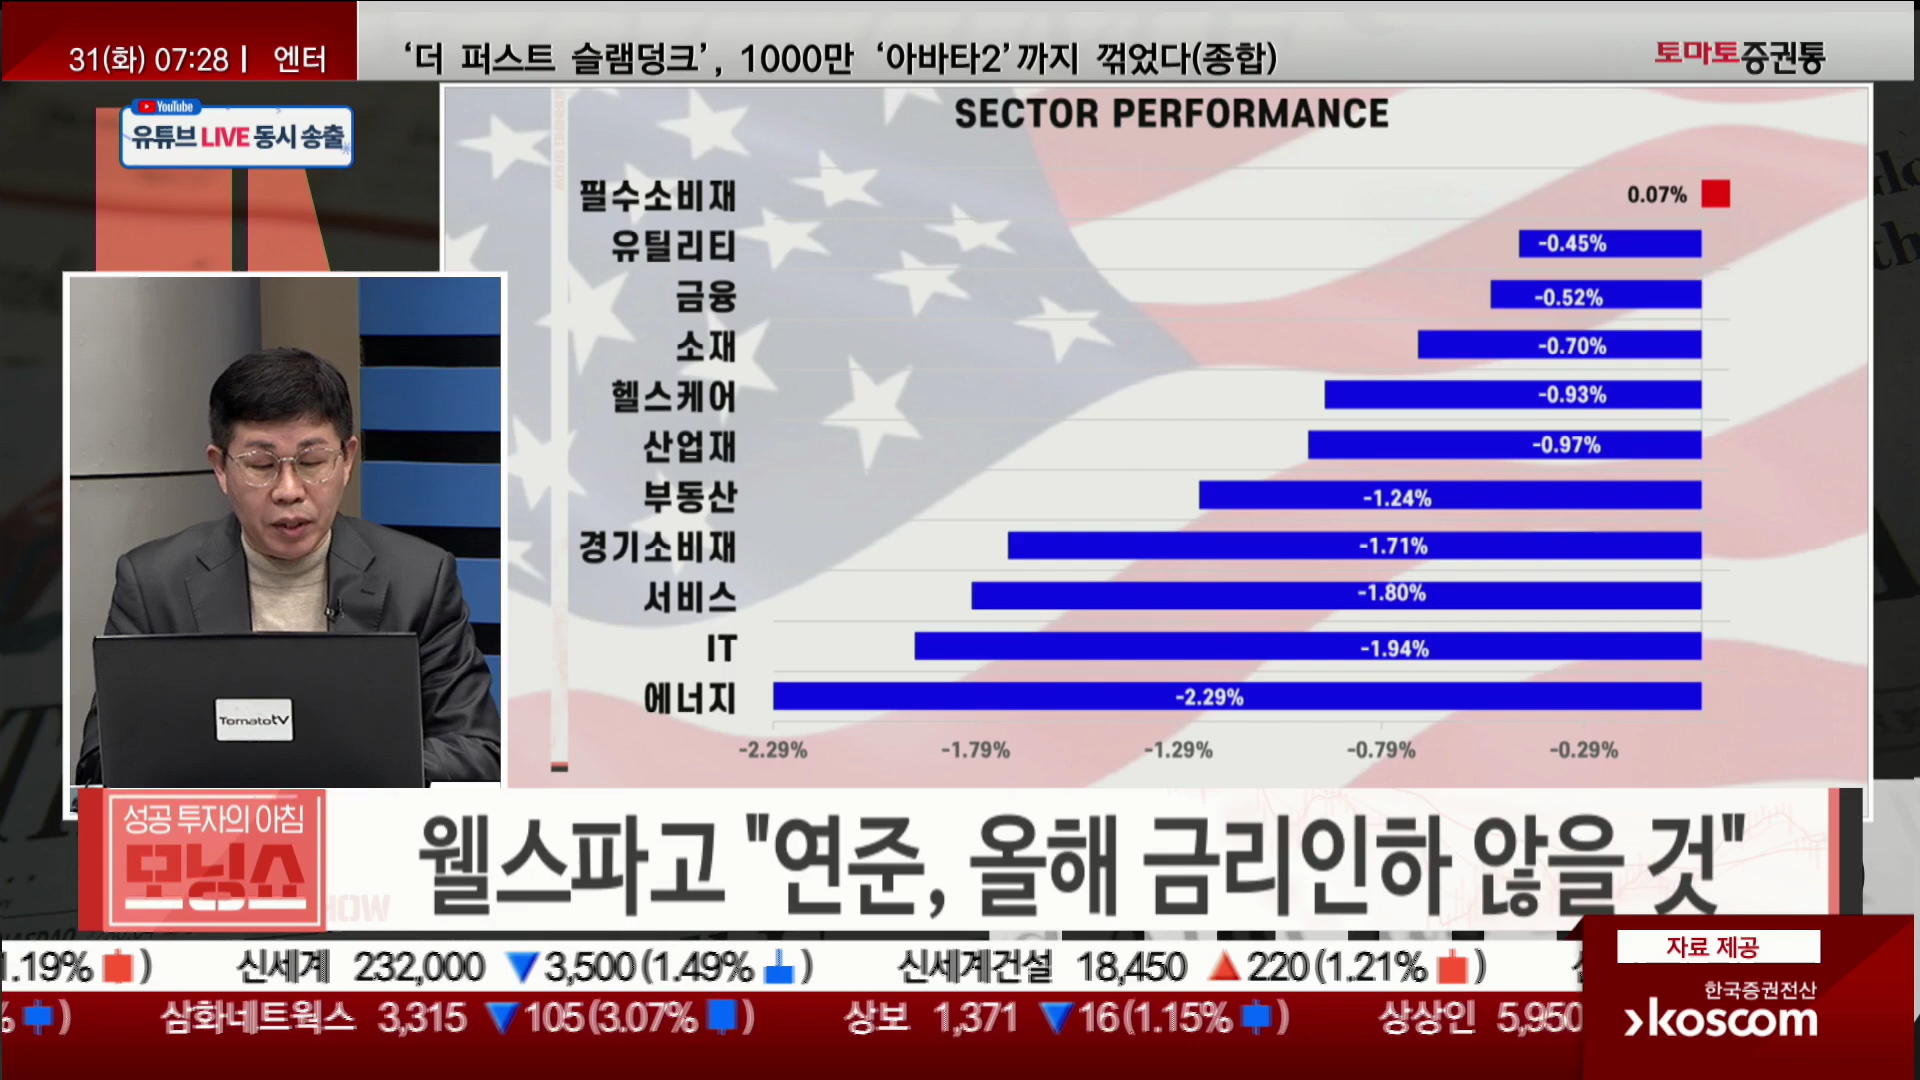 31(화) 07:28 | 엔터
‘더 퍼스트 슬램덩크’, 1000만 ‘아바타2’까지 꺾었다(종합)
토마토증권통
YouTube
유튜브 LIVE 동시 송출
SECTOR PERFORMANCE
필수소비재 0.07%
유틸리티 -0.45%
금융 -0.52%
소재 -0.70%
헬스케어 -0.93%
산업재 -0.97%
부동산 -1.24%
경기소비재 -1.71%
서비스 -1.80%
IT -1.94%
에너지 -2.29%
-2.29% -1.79% -1.29% -0.79% -0.29%
TomatoTV
성공 투자의 아침
모닝쇼
웰스파고 "연준, 올해 금리인하 않을 것"
1.19% ) 신세계 232,000 ▼3,500(1.49% ) 신세계건설 18,450 ▲220(1.21% )
% ) 삼화네트웍스 3,315 ▼105(3.07% ) 상보 1,371 ▼16(1.15% ) 상상인 5,950
자료 제공
한국증권전산
koscom